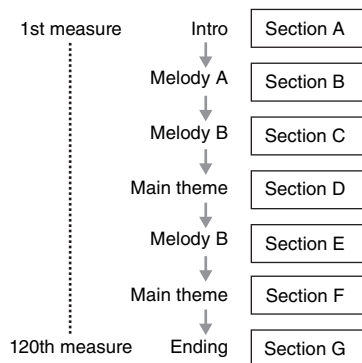 1st measure Intro Section A
Melody A Section B
Melody B Section C
Main theme Section D
Melody B Section E
Main theme Section F
120th measure Ending Section G